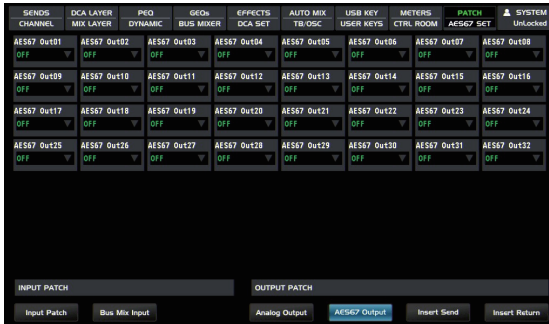 SENDS DCA LAYER PEQ GEQs EFFECTS AUTO MIX USB KEY METERS PATCH SYSTEM
CHANNEL MIX LAYER DYNAMIC BUS MIXER DCA SET TB/OSC USER KEYS CTRL ROOM AES67 SET UnLocked
AES67 Out01 AES67 Out02 AES67 Out03 AES67 Out04 AES67 Out05 AES67 Out06 AES67 Out07 AES67 Out08
OFF OFF OFF OFF OFF OFF OFF OFF
AES67 Out09 AES67 Out10 AES67 Out11 AES67 Out12 AES67 Out13 AES67 Out14 AES67 Out15 AES67 Out16
OFF OFF OFF OFF OFF OFF OFF OFF
AES67 Out17 AES67 Out18 AES67 Out19 AES67 Out20 AES67 Out21 AES67 Out22 AES67 Out23 AES67 Out24
OFF OFF OFF OFF OFF OFF OFF OFF
AES67 Out25 AES67 Out26 AES67 Out27 AES67 Out28 AES67 Out29 AES67 Out30 AES67 Out31 AES67 Out32
OFF OFF OFF OFF OFF OFF OFF OFF
INPUT PATCH OUTPUT PATCH
Input Patch Bus Mix Input Analog Output AES67 Output Insert Send Insert Return